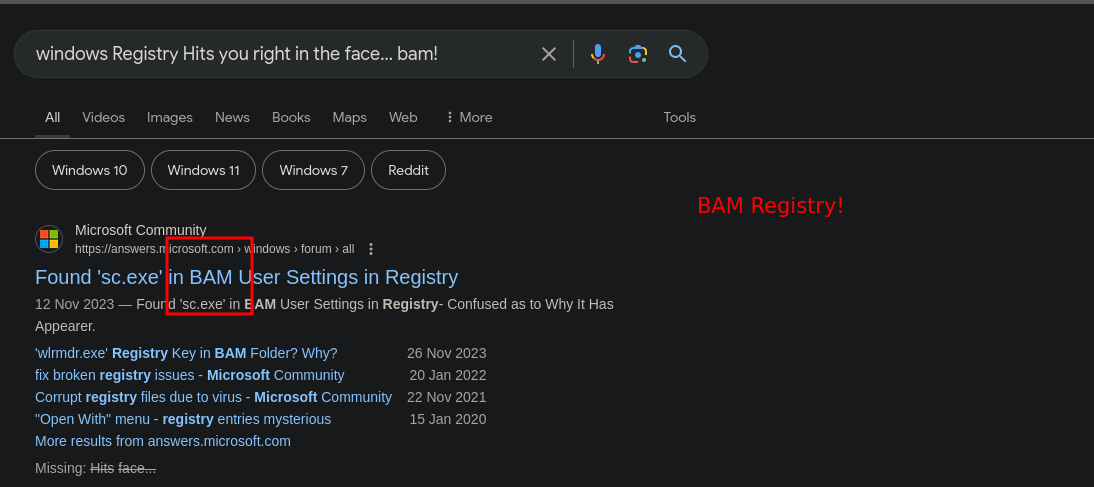 windows Registry Hits you right in the face... bam!
All Videos Images News Books Maps Web More Tools
Windows 10 Windows 11 Windows 7 Reddit
BAM Registry!
Microsoft Community
https://answers.microsoft.com › windows › forum › all
Found 'sc.exe' in BAM User Settings in Registry
12 Nov 2023 — Found 'sc.exe' in BAM User Settings in Registry- Confused as to Why It Has
Appearer.
'wlrmdr.exe' Registry Key in BAM Folder? Why? 26 Nov 2023
fix broken registry issues - Microsoft Community 20 Jan 2022
Corrupt registry files due to virus - Microsoft Community 22 Nov 2021
"Open With" menu - registry entries mysterious 15 Jan 2020
More results from answers.microsoft.com
Missing: Hits face...